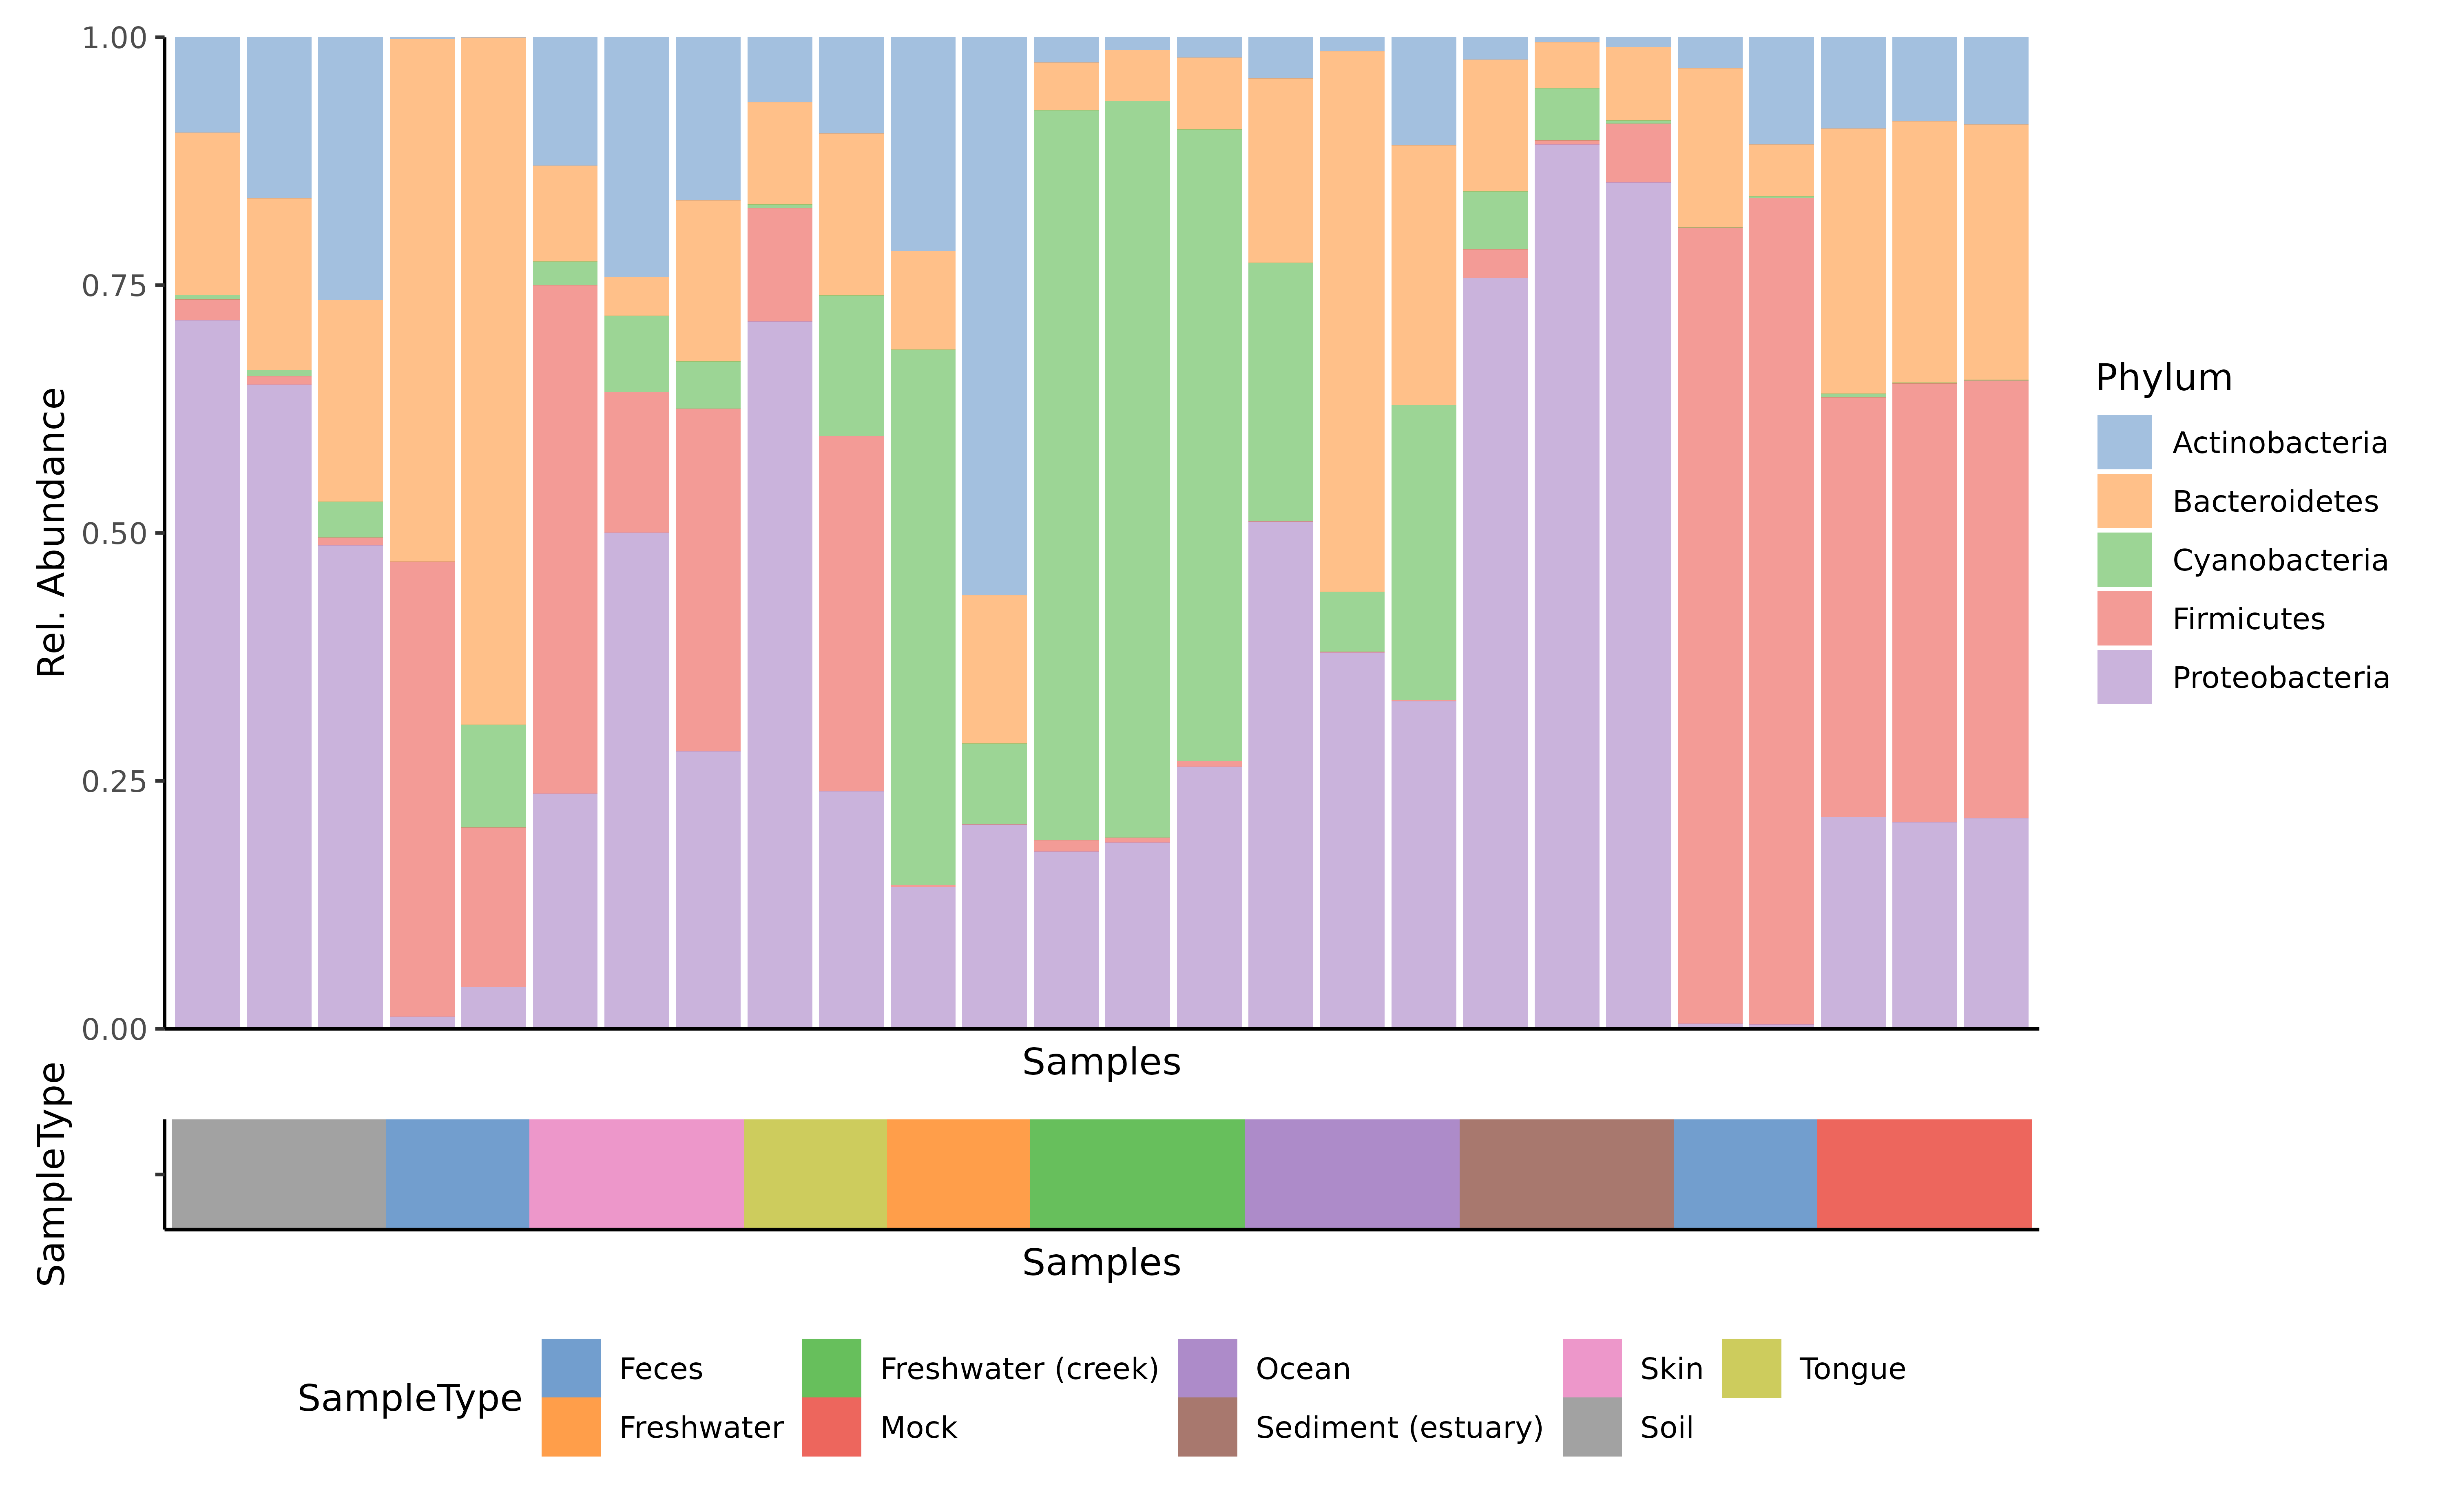 1.00
0.75
0.50
0.25
0.00
Rel. Abundance
Samples
Phylum
Actinobacteria
Bacteroidetes
Cyanobacteria
Firmicutes
Proteobacteria
SampleType
Samples
SampleType
Feces
Freshwater (creek)
Ocean
Skin
Tongue
Freshwater
Mock
Sediment (estuary)
Soil